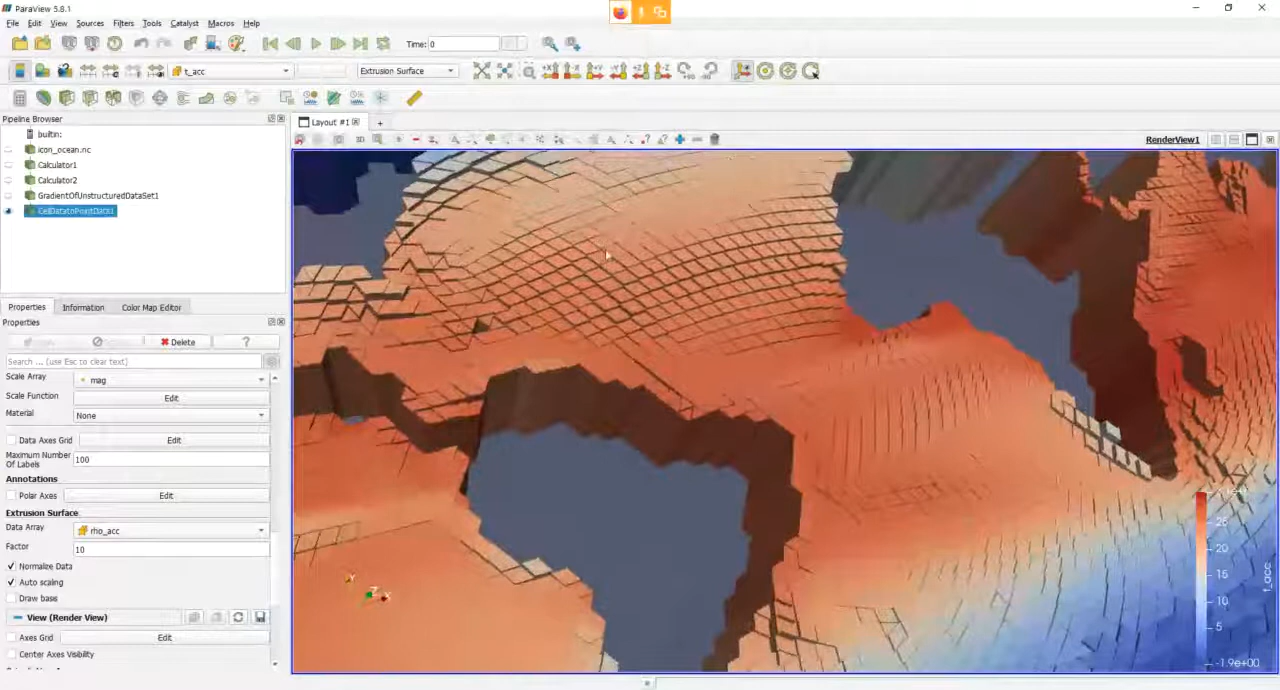 ParaView 5.8.1
File Edit View Sources Filters Tools Catalyst Macros Help
Time: 0
t_acc
Extrusion Surface
+X -X +Y -Y +Z -Z
Pipeline Browser
Layout #1
builtin:
icon_ocean.nc
Calculator1
Calculator2
GradientOfUnstructuredDataSet1
CellDatatoPointData1
3D
RenderView1
Properties Information Color Map Editor
Properties
Delete ?
Search ... (use Esc to clear text)
Scale Array mag
Scale Function Edit
Material None
Data Axes Grid Edit
Maximum Number Of Labels 100
Annotations
Polar Axes Edit
Extrusion Surface
Data Array rho_acc
Factor 10
Normalize Data
Auto scaling
Draw base
View (Render View)
Axes Grid Edit
Center Axes Visibility
Y
Z
X
25
20
15
10
5
-1.9e+00
t_acc